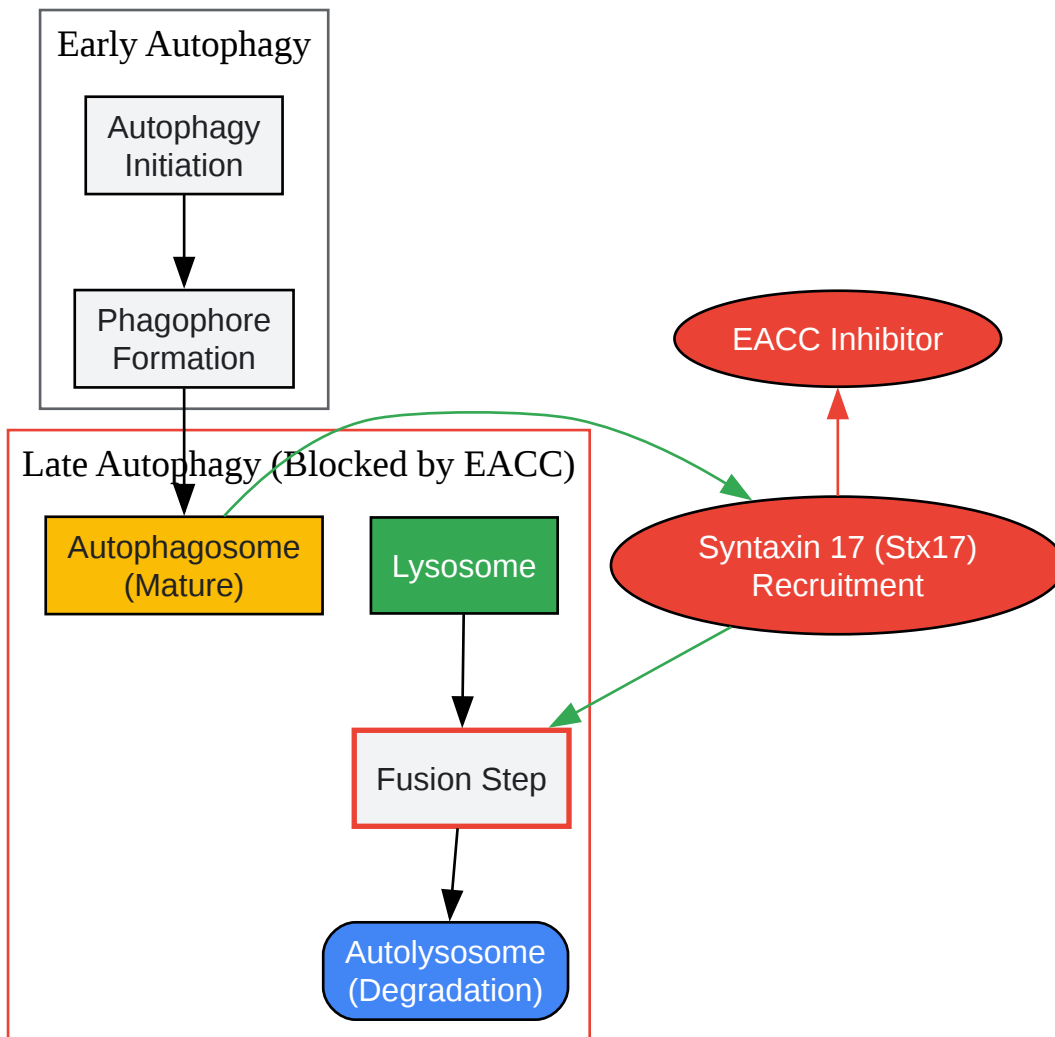 Early Autophagy
Autophagy
Initiation
Phagophore
Formation
EACC Inhibitor
Late Autophagy (Blocked by EACC)
Autophagosome
(Mature)
Lysosome
Syntaxin 17 (Stx17)
Recruitment
Fusion Step
Autolysosome
(Degradation)